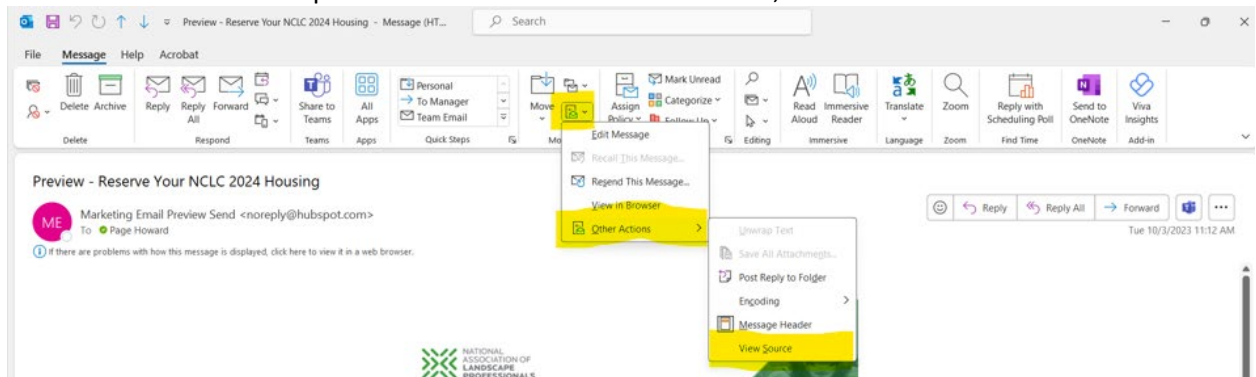 Preview - Reserve Your NCLC 2024 Housing - Message (HT...
Search
File Message Help Acrobat
Delete Archive
Reply Reply All Forward
Share to Teams
All Apps
Personal
To Manager
Team Email
Move
Assign Policy
Mark Unread
Categorize
Follow Up
Read Aloud
Immersive Reader
Translate
Zoom
Reply with Scheduling Poll
Send to OneNote
Viva Insights
Delete Respond Teams Apps Quick Steps Mo Editing Immersive Language Zoom Find Time OneNote Add-in
Edit Message
Recall This Message...
Resend This Message...
View in Browser
Other Actions
Unwrap Text
Save All Attachments...
Post Reply to Folder
Encoding
Message Header
View Source
Preview - Reserve Your NCLC 2024 Housing
ME
Marketing Email Preview Send <noreply@hubspot.com>
To Page Howard
Reply Reply All Forward
Tue 10/3/2023 11:12 AM
If there are problems with how this message is displayed, click here to view it in a web browser.
NATIONAL
ASSOCIATION OF
LANDSCAPE
PROFESSIONALS